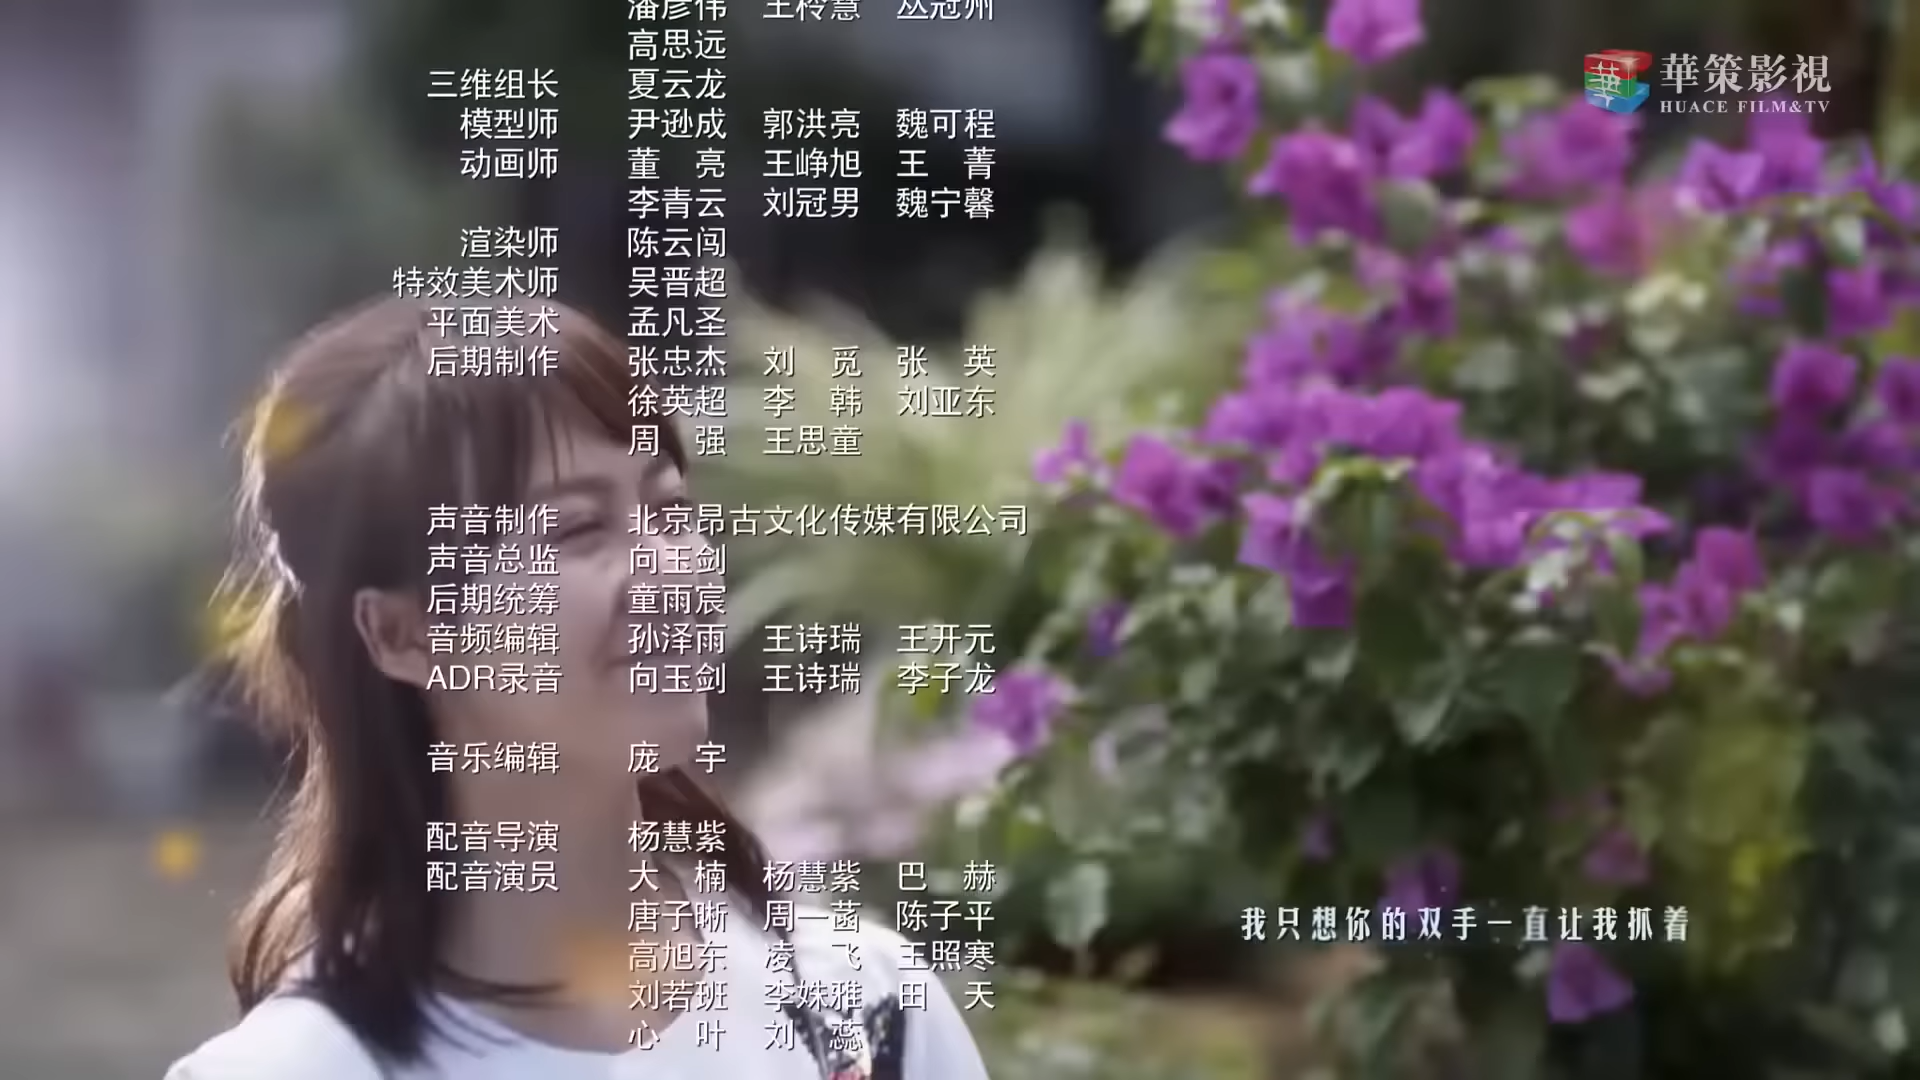 潘彦伟 王柃慧 丛冠州
高思远
三维组长 夏云龙
模型师 尹逊成 郭洪亮 魏可程
动画师 董 亮 王峥旭 王 菁
李青云 刘冠男 魏宁馨
渲染师 陈云闯
特效美术师 吴晋超
平面美术 孟凡圣
后期制作 张忠杰 刘 觅 张 英
徐英超 李 韩 刘亚东
周 强 王思童
声音制作 北京昂古文化传媒有限公司
声音总监 向玉剑
后期统筹 童雨宸
音频编辑 孙泽雨 王诗瑞 王开元
ADR录音 向玉剑 王诗瑞 李子龙
音乐编辑 庞 宇
配音导演 杨慧紫
配音演员 大 楠 杨慧紫 巴 赫
唐子晰 周一菡 陈子平
高旭东 凌 飞 王照寒
刘若班 李姝雅 田 天
心 叶 刘 蕊
華策影視
HUACE FILM&TV
我只想你的双手一直让我抓着